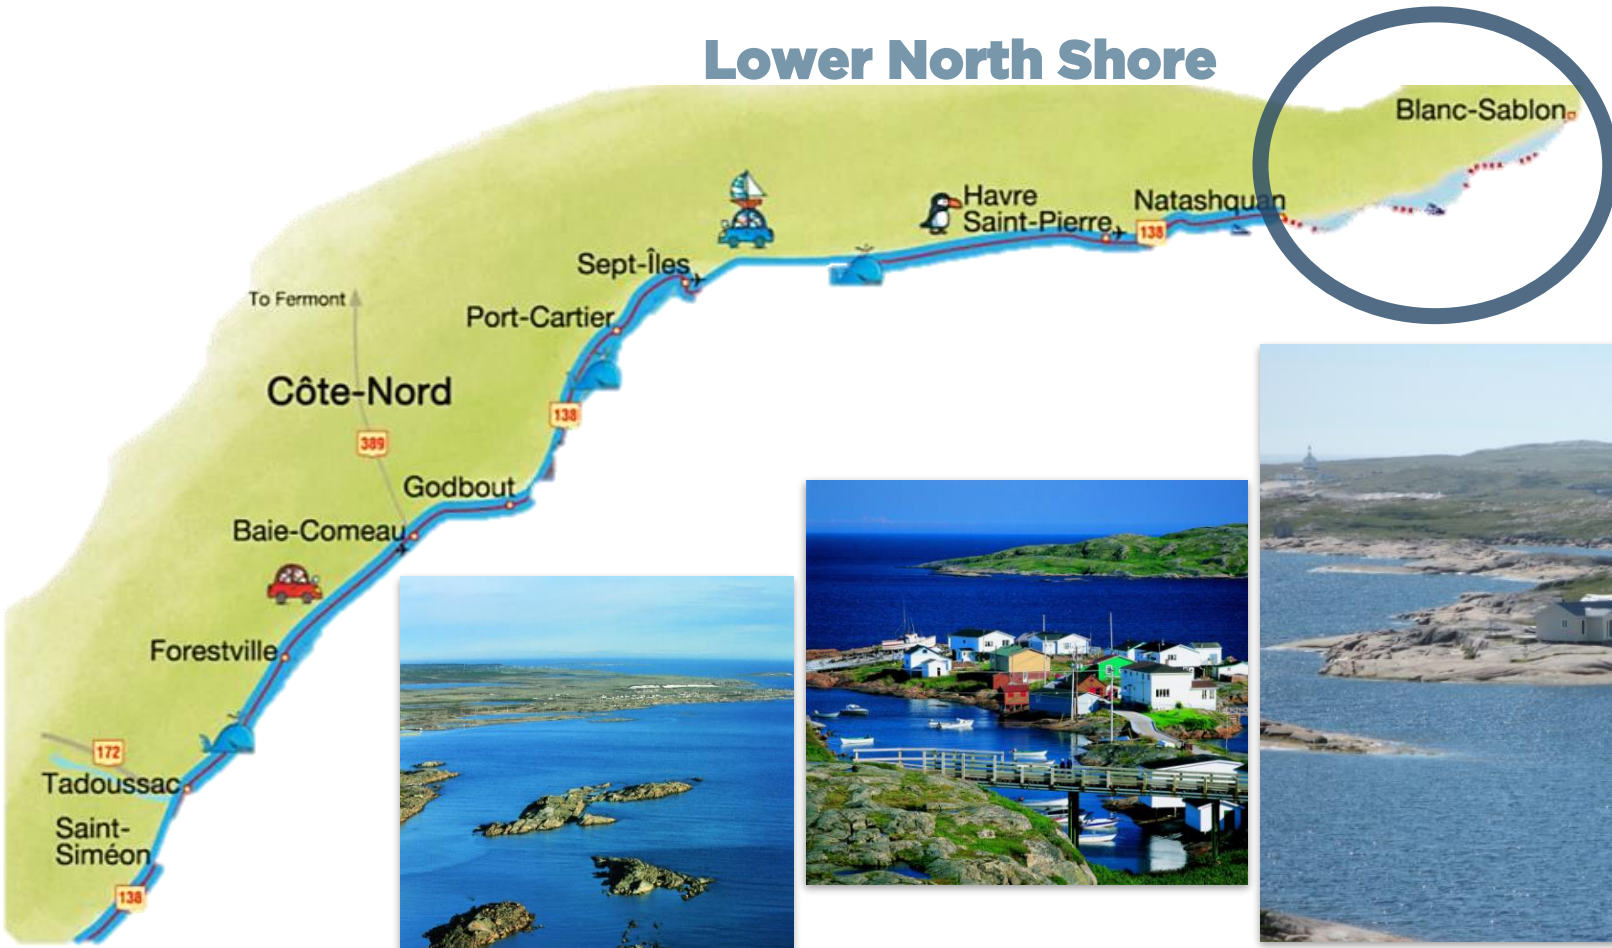 Lower North Shore
Blanc-Sablon
Havre
Saint-Pierre
Natashquan
138
Sept-Îles
To Fermont
Port-Cartier
Côte-Nord
138
389
Godbout
Baie-Comeau
Forestville
172
Tadoussac
Saint-
Siméon
138